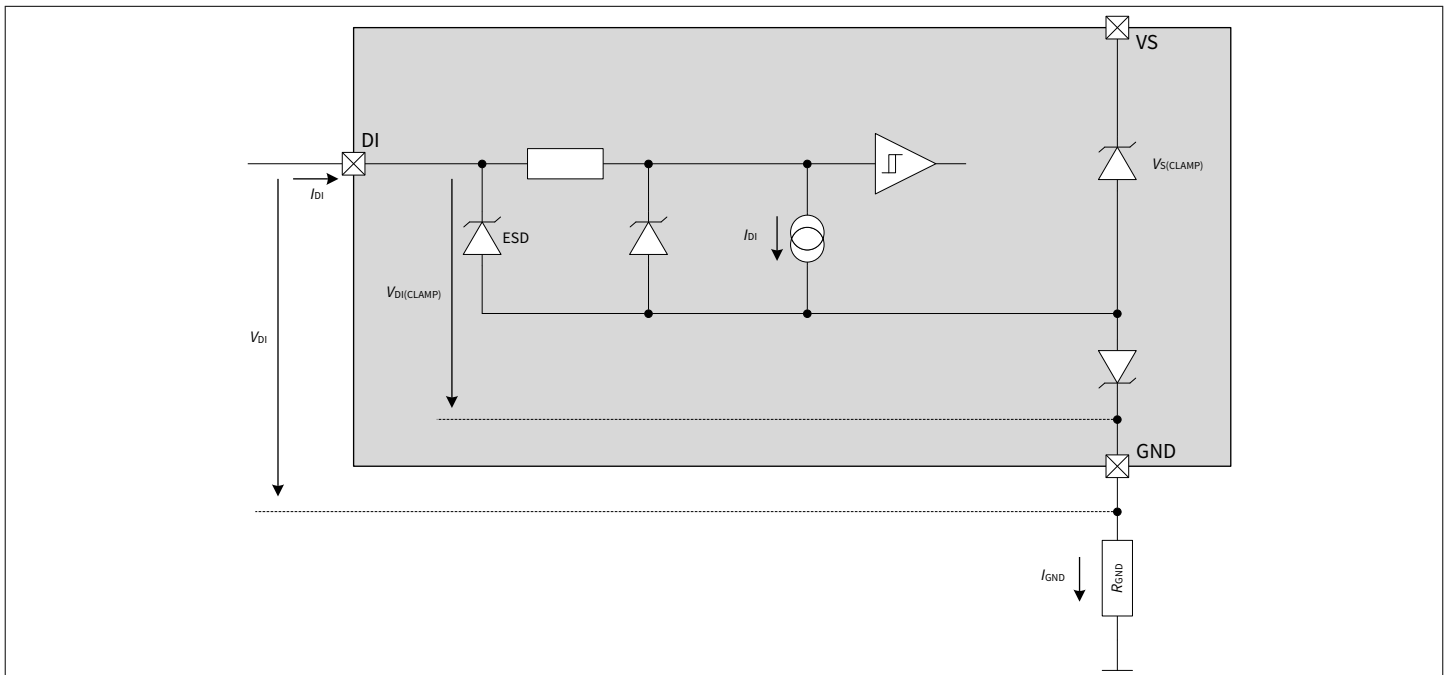 VS
DI
VS(CLAMP)
IDI
ESD
IDI
VDI(CLAMP)
VDI
GND
IGND
RGND